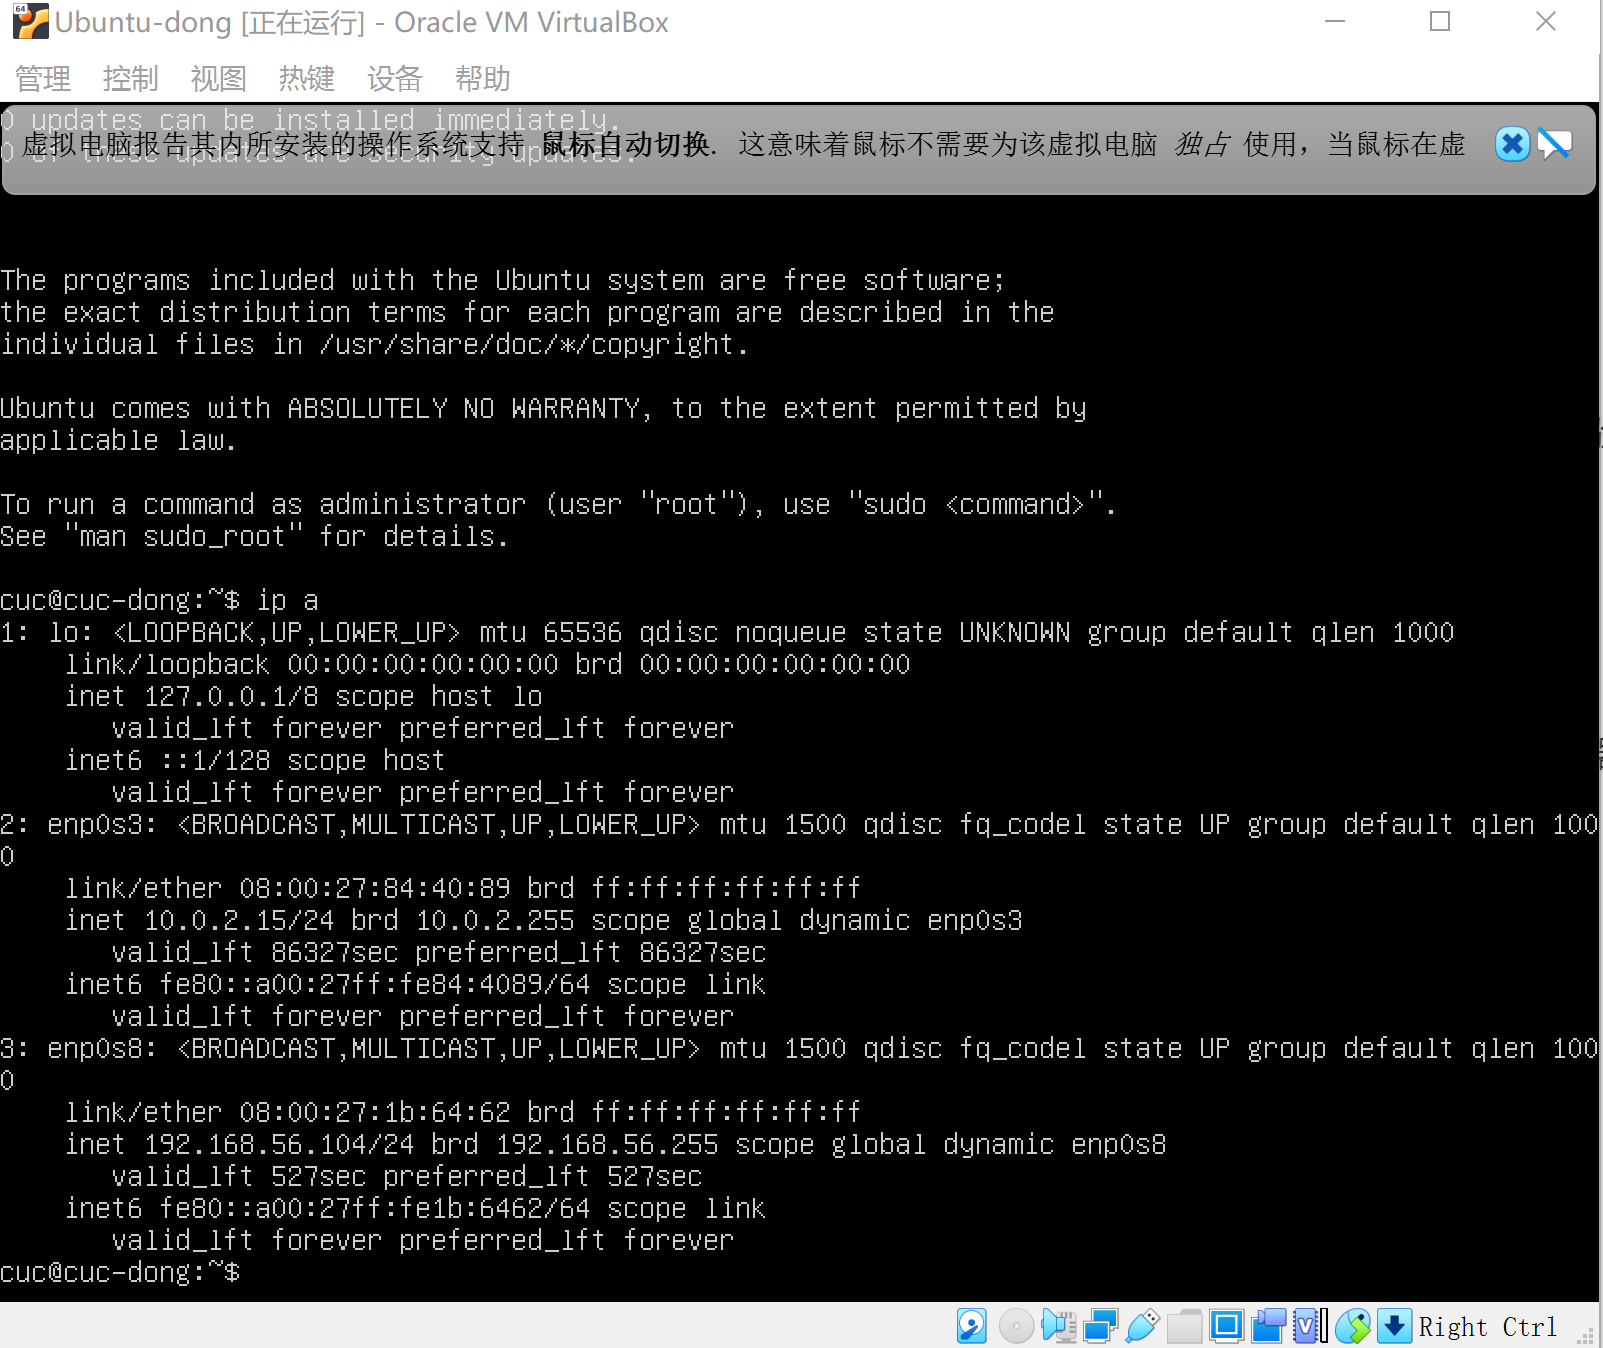 Ubuntu-dong [正在运行] - Oracle VM VirtualBox
管理 控制 视图 热键 设备 帮助
0 updates can be installed immediately.
虚拟电脑报告其内所安装的操作系统支持 鼠标自动切换. 这意味着鼠标不需要为该虚拟电脑 独占 使用，当鼠标在虚
0 of these updates are security updates.
The programs included with the Ubuntu system are free software;
the exact distribution terms for each program are described in the
individual files in /usr/share/doc/*/copyright.
Ubuntu comes with ABSOLUTELY NO WARRANTY, to the extent permitted by
applicable law.
To run a command as administrator (user "root"), use "sudo <command>".
See "man sudo_root" for details.
cuc@cuc-dong:~$ ip a
1: lo: <LOOPBACK,UP,LOWER_UP> mtu 65536 qdisc noqueue state UNKNOWN group default qlen 1000
link/loopback 00:00:00:00:00:00 brd 00:00:00:00:00:00
inet 127.0.0.1/8 scope host lo
valid_lft forever preferred_lft forever
inet6 ::1/128 scope host
valid_lft forever preferred_lft forever
2: enp0s3: <BROADCAST,MULTICAST,UP,LOWER_UP> mtu 1500 qdisc fq_codel state UP group default qlen 100
0
link/ether 08:00:27:84:40:89 brd ff:ff:ff:ff:ff:ff
inet 10.0.2.15/24 brd 10.0.2.255 scope global dynamic enp0s3
valid_lft 86327sec preferred_lft 86327sec
inet6 fe80::a00:27ff:fe84:4089/64 scope link
valid_lft forever preferred_lft forever
3: enp0s8: <BROADCAST,MULTICAST,UP,LOWER_UP> mtu 1500 qdisc fq_codel state UP group default qlen 100
0
link/ether 08:00:27:1b:64:62 brd ff:ff:ff:ff:ff:ff
inet 192.168.56.104/24 brd 192.168.56.255 scope global dynamic enp0s8
valid_lft 527sec preferred_lft 527sec
inet6 fe80::a00:27ff:fe1b:6462/64 scope link
valid_lft forever preferred_lft forever
cuc@cuc-dong:~$
Right Ctrl